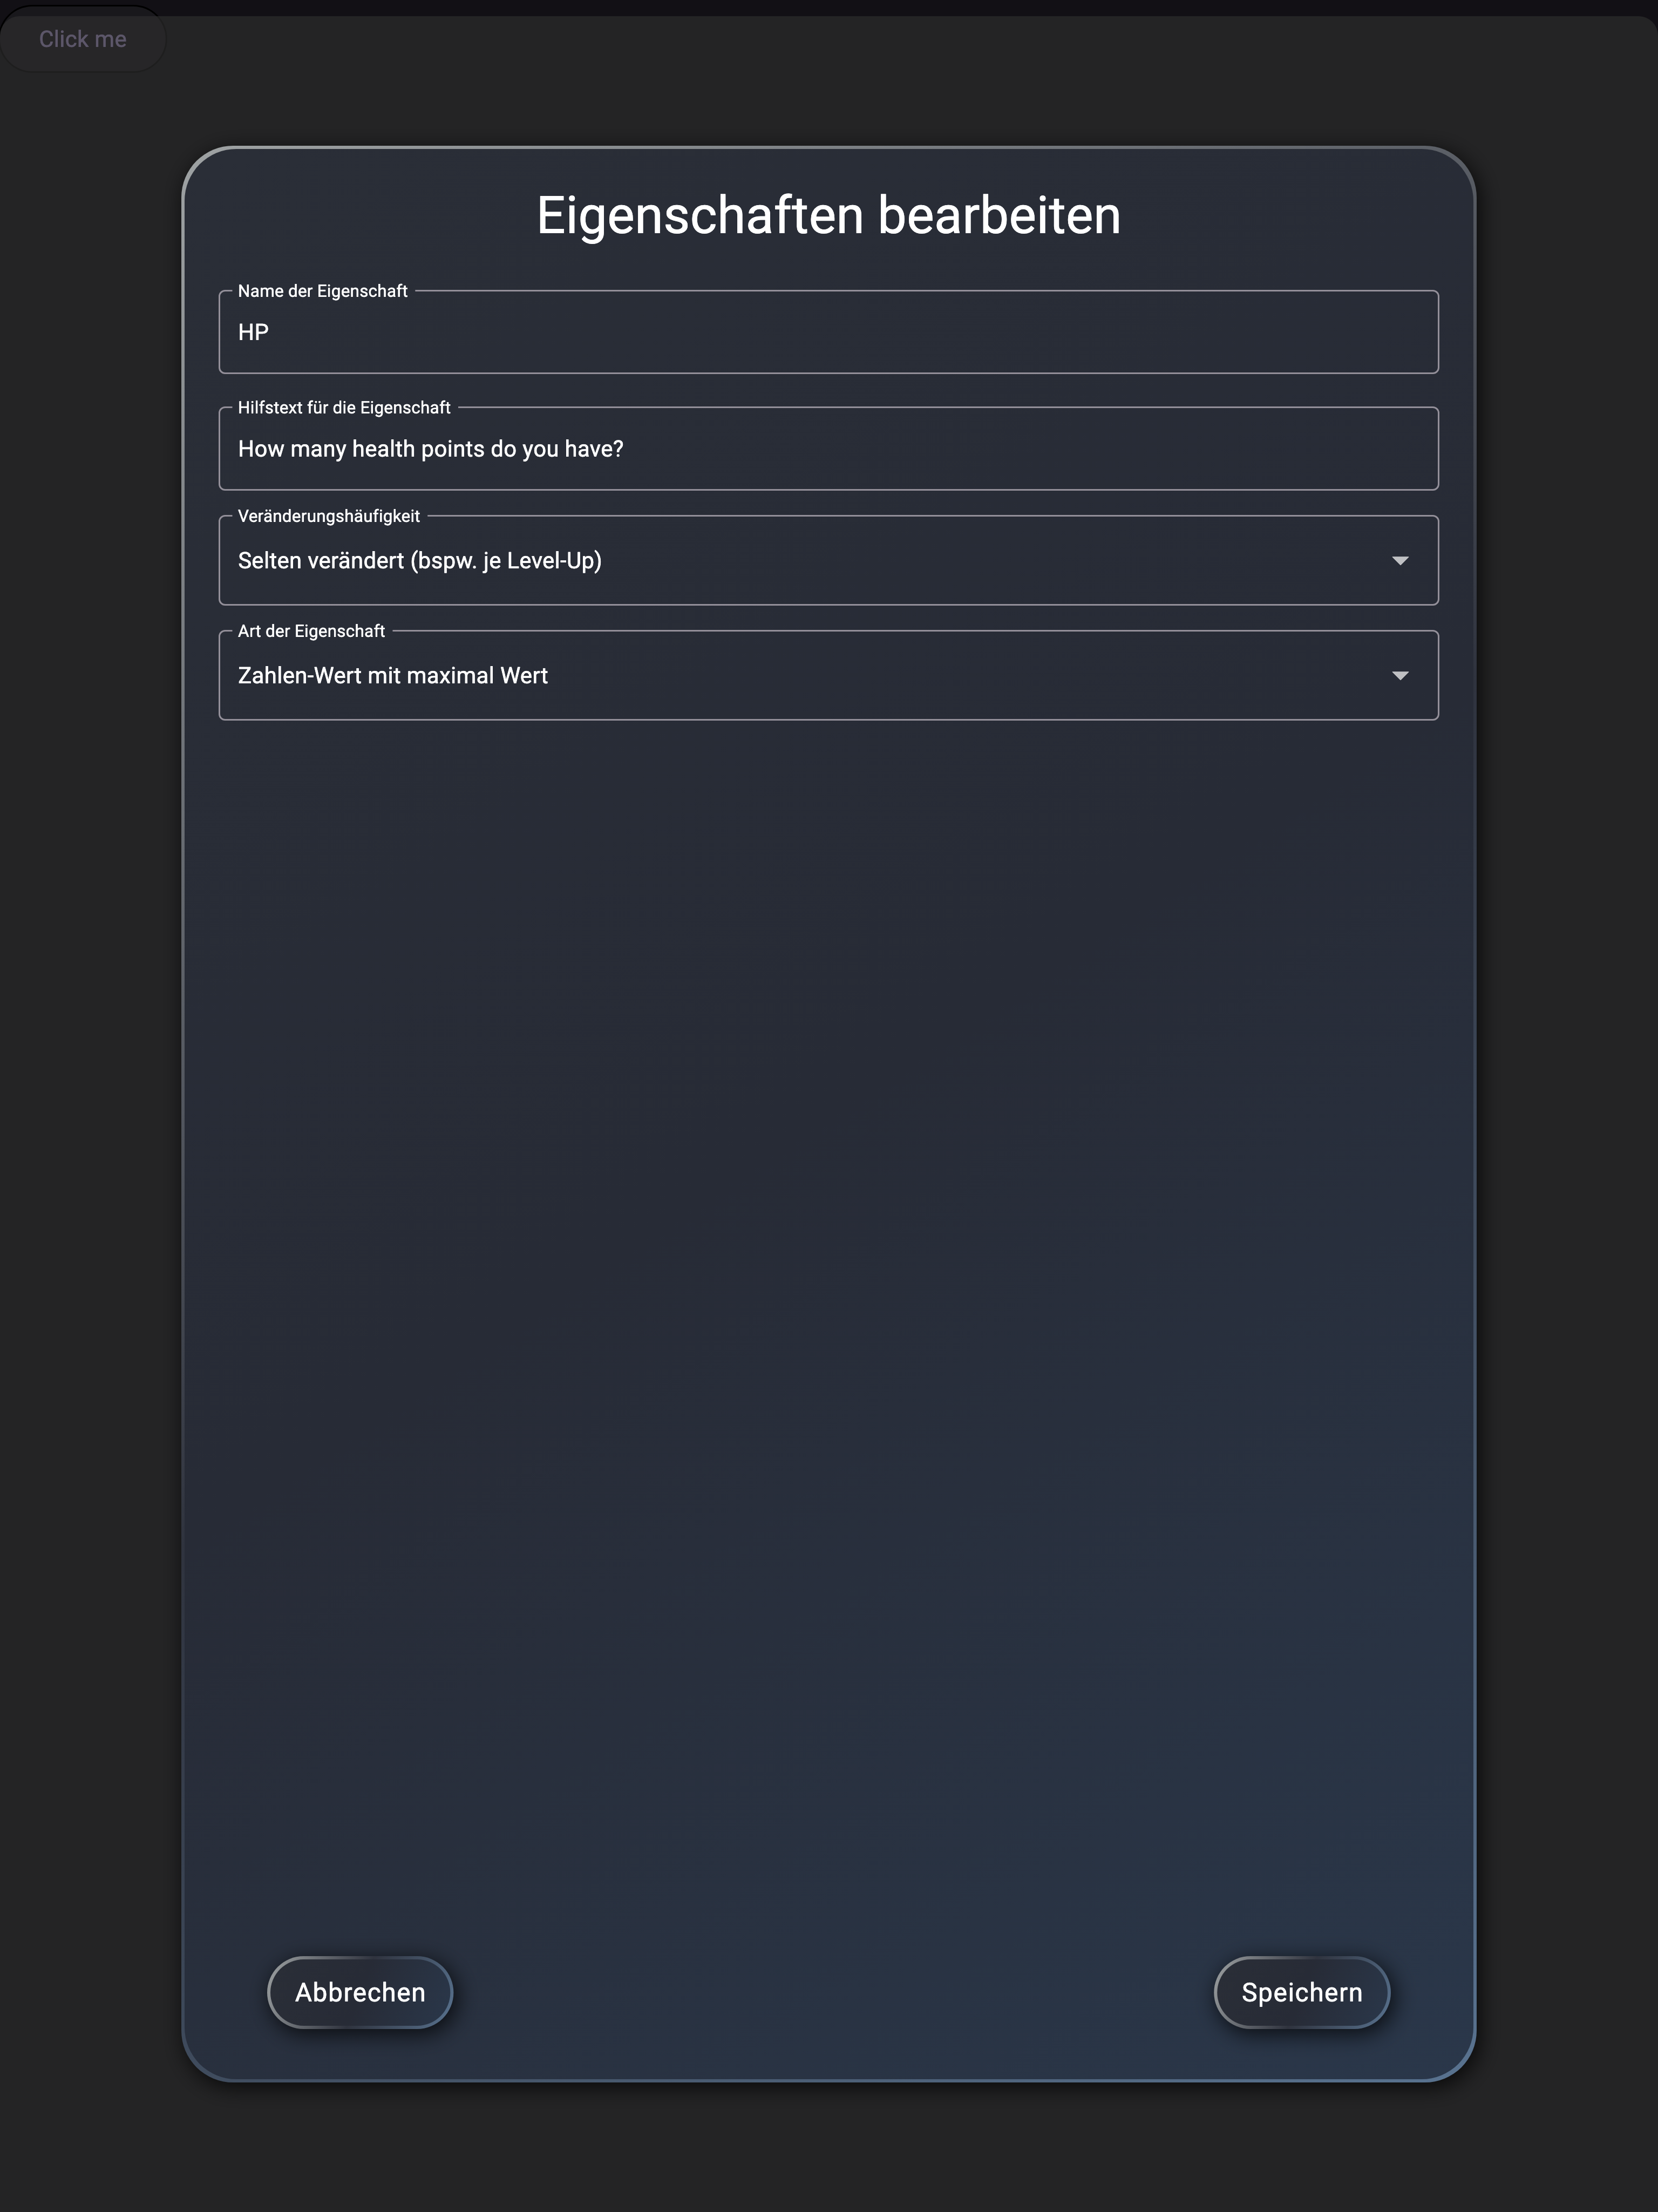 Click me
Eigenschaften bearbeiten
Name der Eigenschaft
HP
Hilfstext für die Eigenschaft
How many health points do you have?
Veränderungshäufigkeit
Selten verändert (bspw. je Level-Up)
Art der Eigenschaft
Zahlen-Wert mit maximal Wert
Abbrechen
Speichern